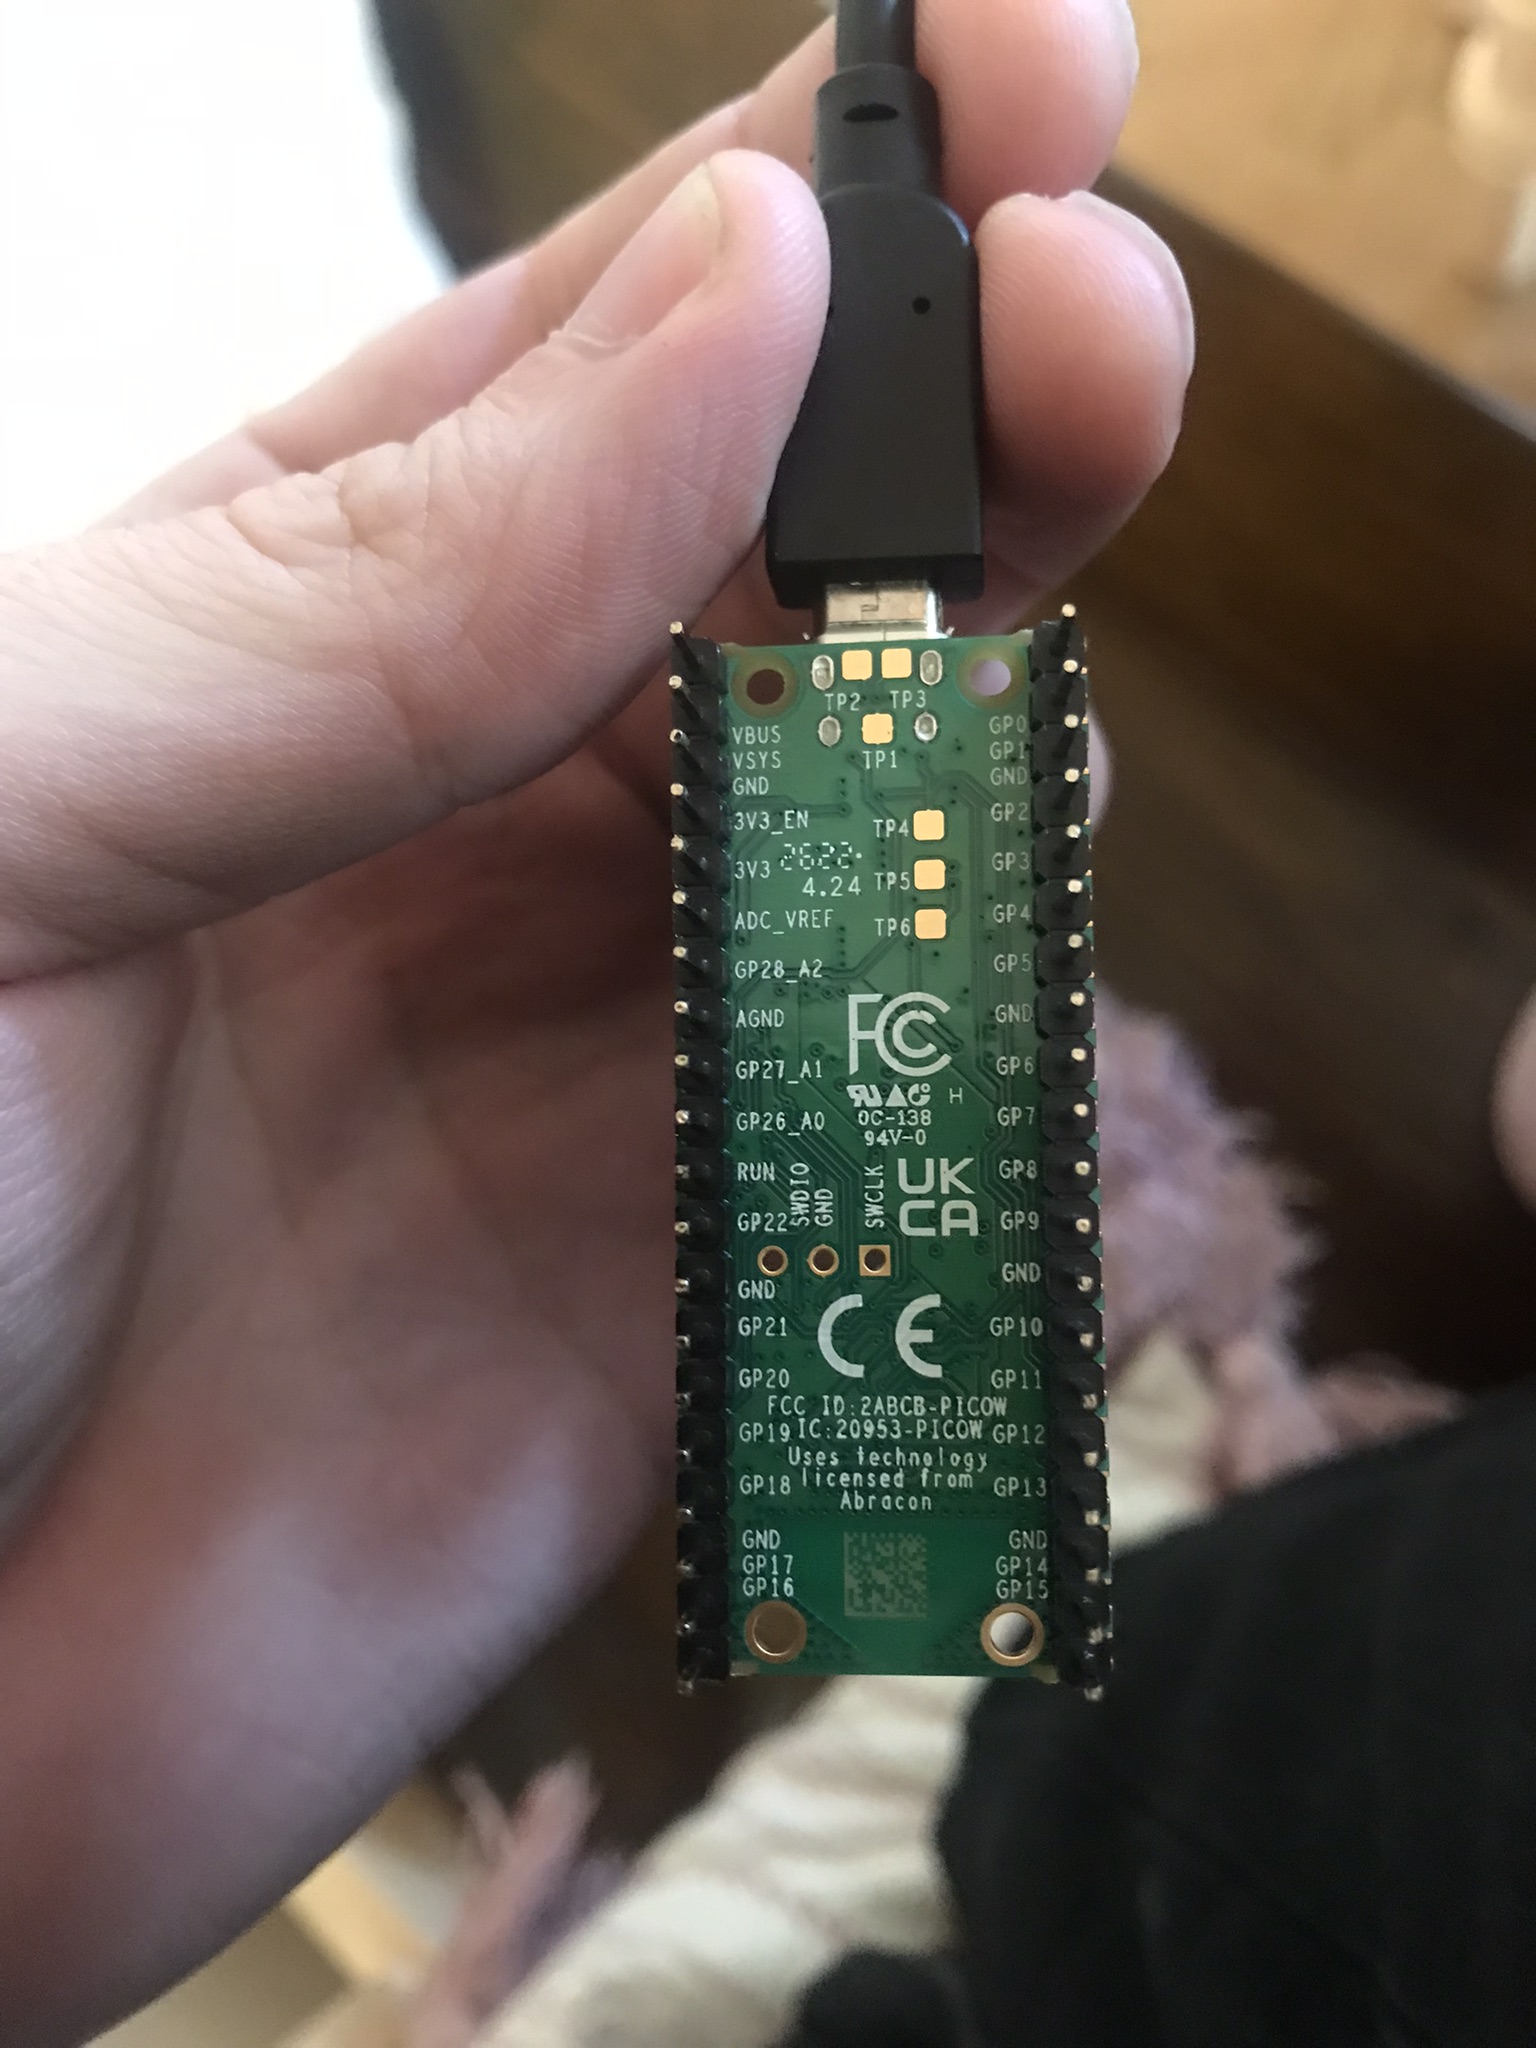 TP2 TP3
VBUS GP0
TP1
VSYS GP1
GND GND
3V3_EN TP4 GP2
2622
3V3 TP5 GP3
4.24
ADC_VREF TP6 GP4
GP28_A2 GP5
AGND FC GND
GP27_A1 GP6
H
GP26_A0 0C-138 GP7
94V-0
RUN SWDIO GND SWCLK UK GP8
GP22 CA GP9
GND GND
GP21 CE GP10
GP20 GP11
FCC ID:2ABCB-PICOW
GP19 IC:20953-PICOW GP12
Uses technology
GP18 licensed from GP13
Abracon
GND GND
GP17 GP14
GP16 GP15